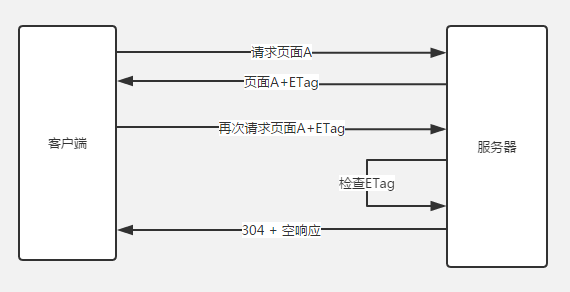 请求页面A
页面A+ETag
客户端
再次请求页面A+ETag
服务器
检查ETag
304 + 空响应